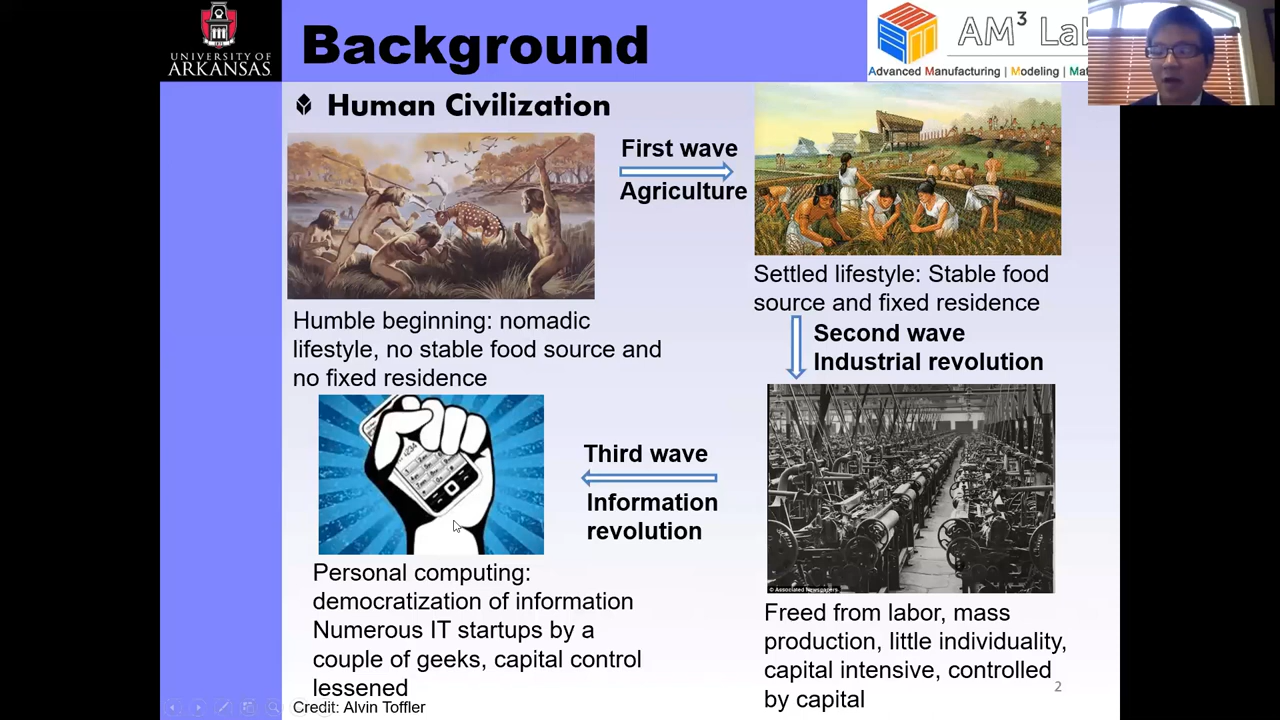 UNIVERSITY OF
ARKANSAS
Background
AM³ Lab
Advanced Manufacturing | Modeling | Mat
Human Civilization
First wave
Agriculture
Humble beginning: nomadic
lifestyle, no stable food source and
no fixed residence
Settled lifestyle: Stable food
source and fixed residence
Second wave
Industrial revolution
Third wave
Information
revolution
© Associated Newspapers
Personal computing:
democratization of information
Numerous IT startups by a
couple of geeks, capital control
lessened
Freed from labor, mass
production, little individuality,
capital intensive, controlled
by capital
2
Credit: Alvin Toffler